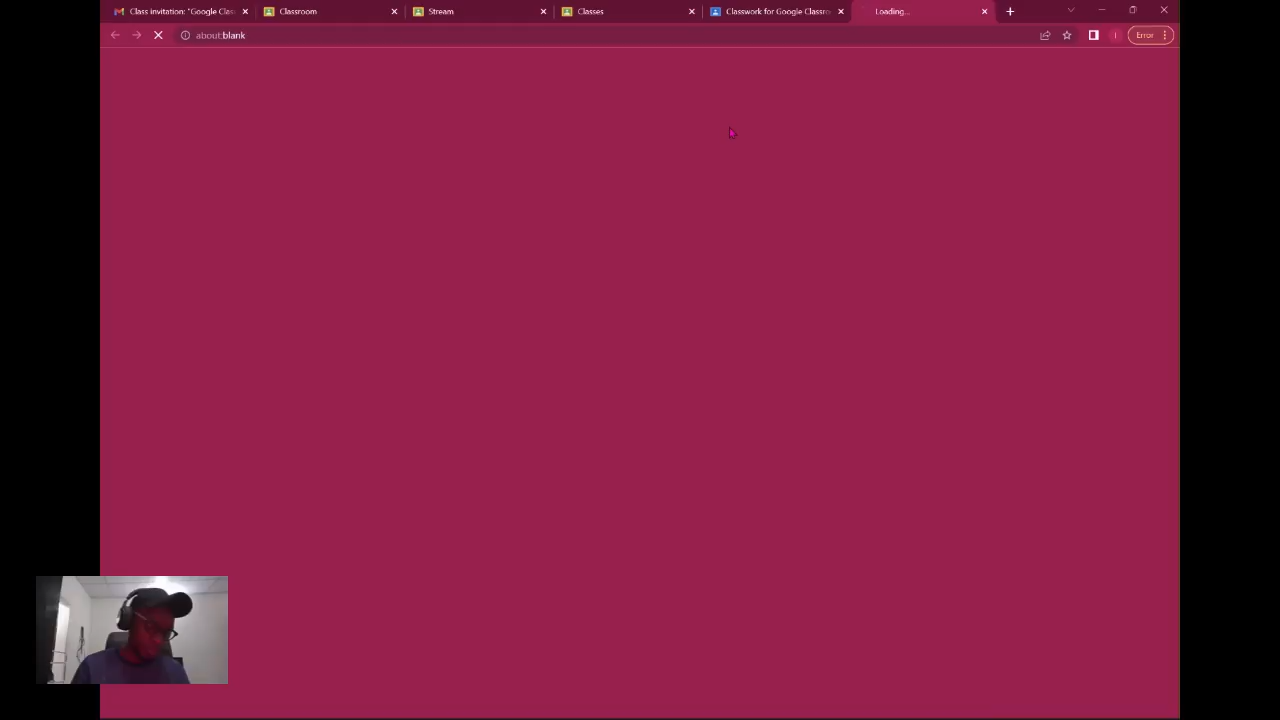 Class invitation: "Google Clas
Classroom
Stream
Classes
Classwork for Google Classro
Loading...
about:blank
Error